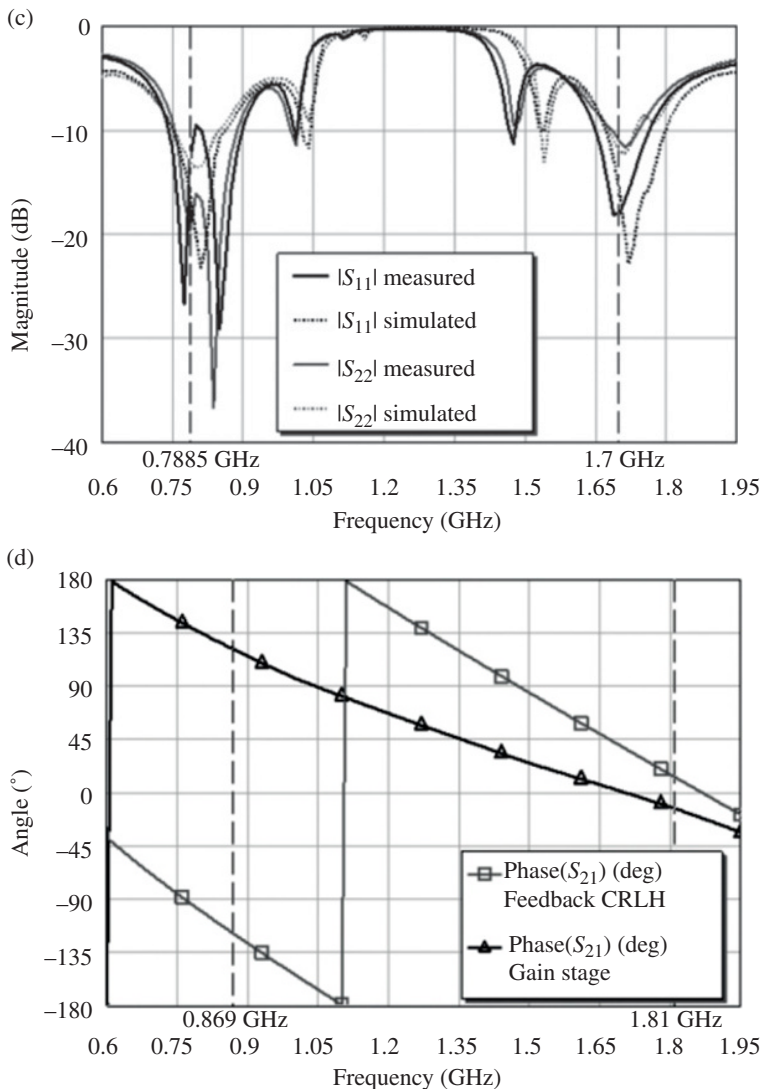 (c)
0
–10
–20
–30
–40
Magnitude (dB)
|S11| measured
|S11| simulated
|S22| measured
|S22| simulated
0.7885 GHz
1.7 GHz
0.6 0.75 0.9 1.05 1.2 1.35 1.5 1.65 1.8 1.95
Frequency (GHz)
(d)
180
135
90
45
0
–45
–90
–135
–180
Angle (°)
Phase(S21) (deg)
Feedback CRLH
Phase(S21) (deg)
Gain stage
0.869 GHz
1.81 GHz
0.6 0.75 0.9 1.05 1.2 1.35 1.5 1.65 1.8 1.95
Frequency (GHz)